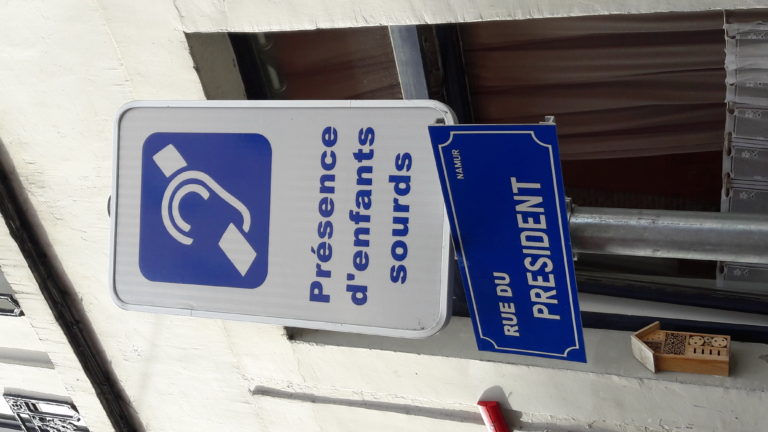 Présence
d'enfants
sourds
NAMUR
RUE DU
PRESIDENT